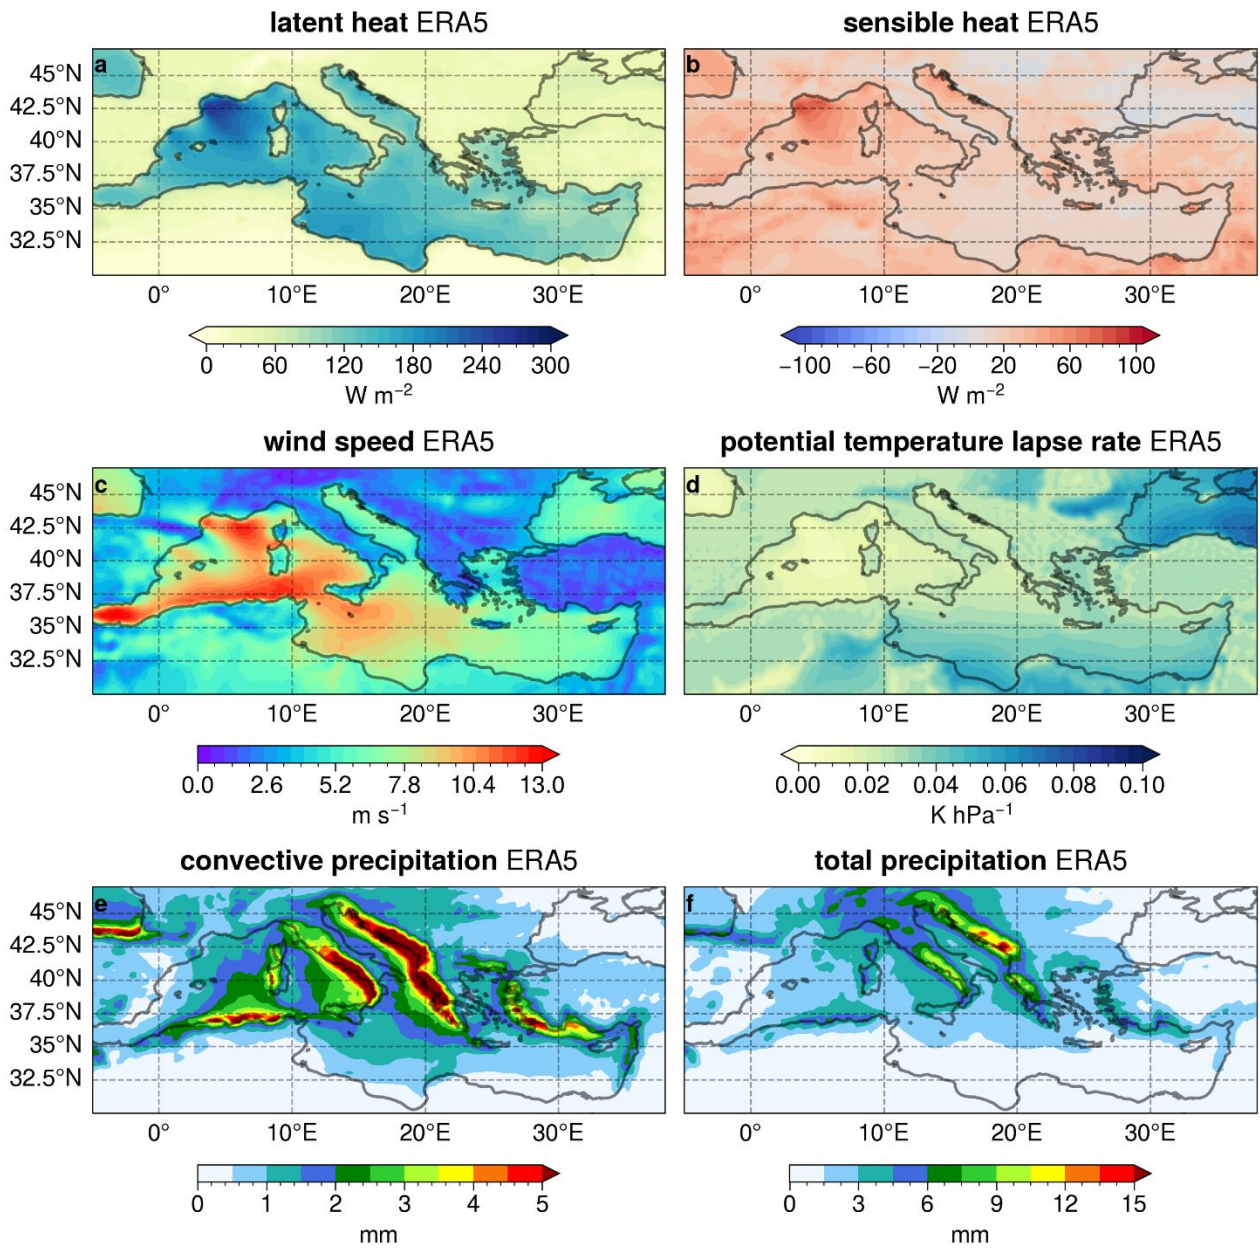 latent heat ERA5
sensible heat ERA5
a
b
45°N
42.5°N
40°N
37.5°N
35°N
32.5°N
0° 10°E 20°E 30°E
0° 10°E 20°E 30°E
0 60 120 180 240 300
W m⁻²
−100 −60 −20 20 60 100
W m⁻²
wind speed ERA5
potential temperature lapse rate ERA5
c
d
45°N
42.5°N
40°N
37.5°N
35°N
32.5°N
0° 10°E 20°E 30°E
0° 10°E 20°E 30°E
0.0 2.6 5.2 7.8 10.4 13.0
m s⁻¹
0.00 0.02 0.04 0.06 0.08 0.10
K hPa⁻¹
convective precipitation ERA5
total precipitation ERA5
e
f
45°N
42.5°N
40°N
37.5°N
35°N
32.5°N
0° 10°E 20°E 30°E
0° 10°E 20°E 30°E
0 1 2 3 4 5
mm
0 3 6 9 12 15
mm